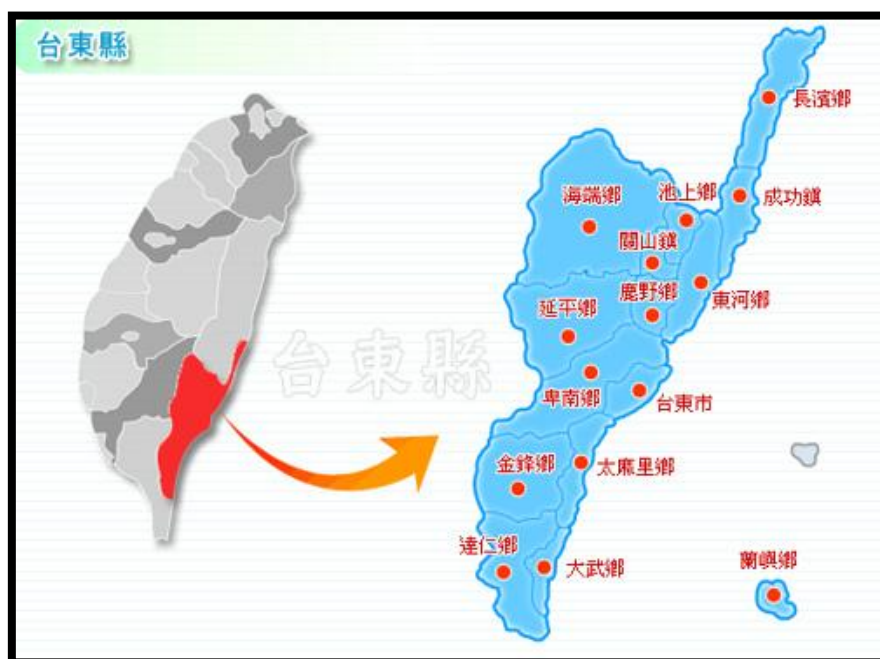 台東縣
長濱鄉
海端鄉
池上鄉
成功鎮
關山鎮
鹿野鄉
東河鄉
延平鄉
台東縣
卑南鄉
台東市
金鋒鄉
太麻里鄉
達仁鄉
大武鄉
蘭嶼鄉